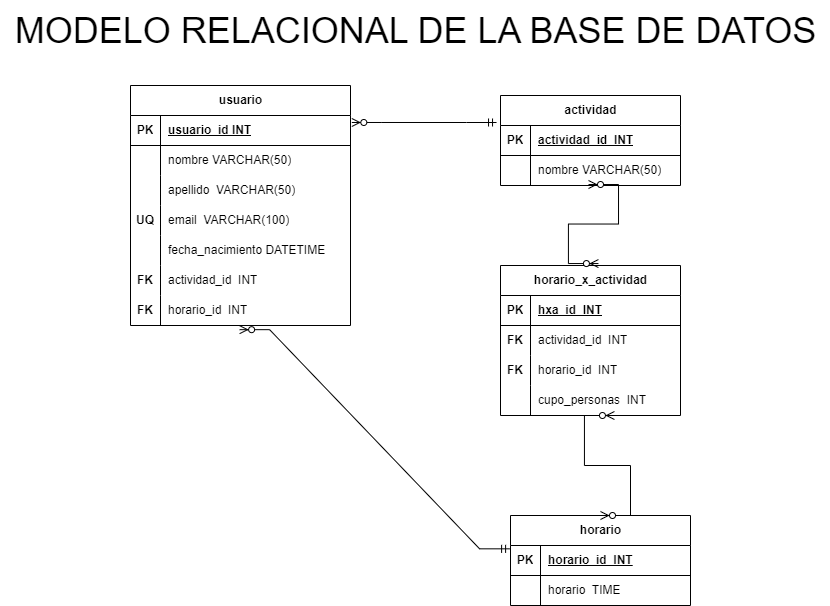 MODELO RELACIONAL DE LA BASE DE DATOS
usuario
PK usuario_id INT
nombre VARCHAR(50)
apellido VARCHAR(50)
UQ email VARCHAR(100)
fecha_nacimiento DATETIME
FK actividad_id INT
FK horario_id INT
actividad
PK actividad_id INT
nombre VARCHAR(50)
horario_x_actividad
PK hxa_id INT
FK actividad_id INT
FK horario_id INT
cupo_personas INT
horario
PK horario_id INT
horario TIME